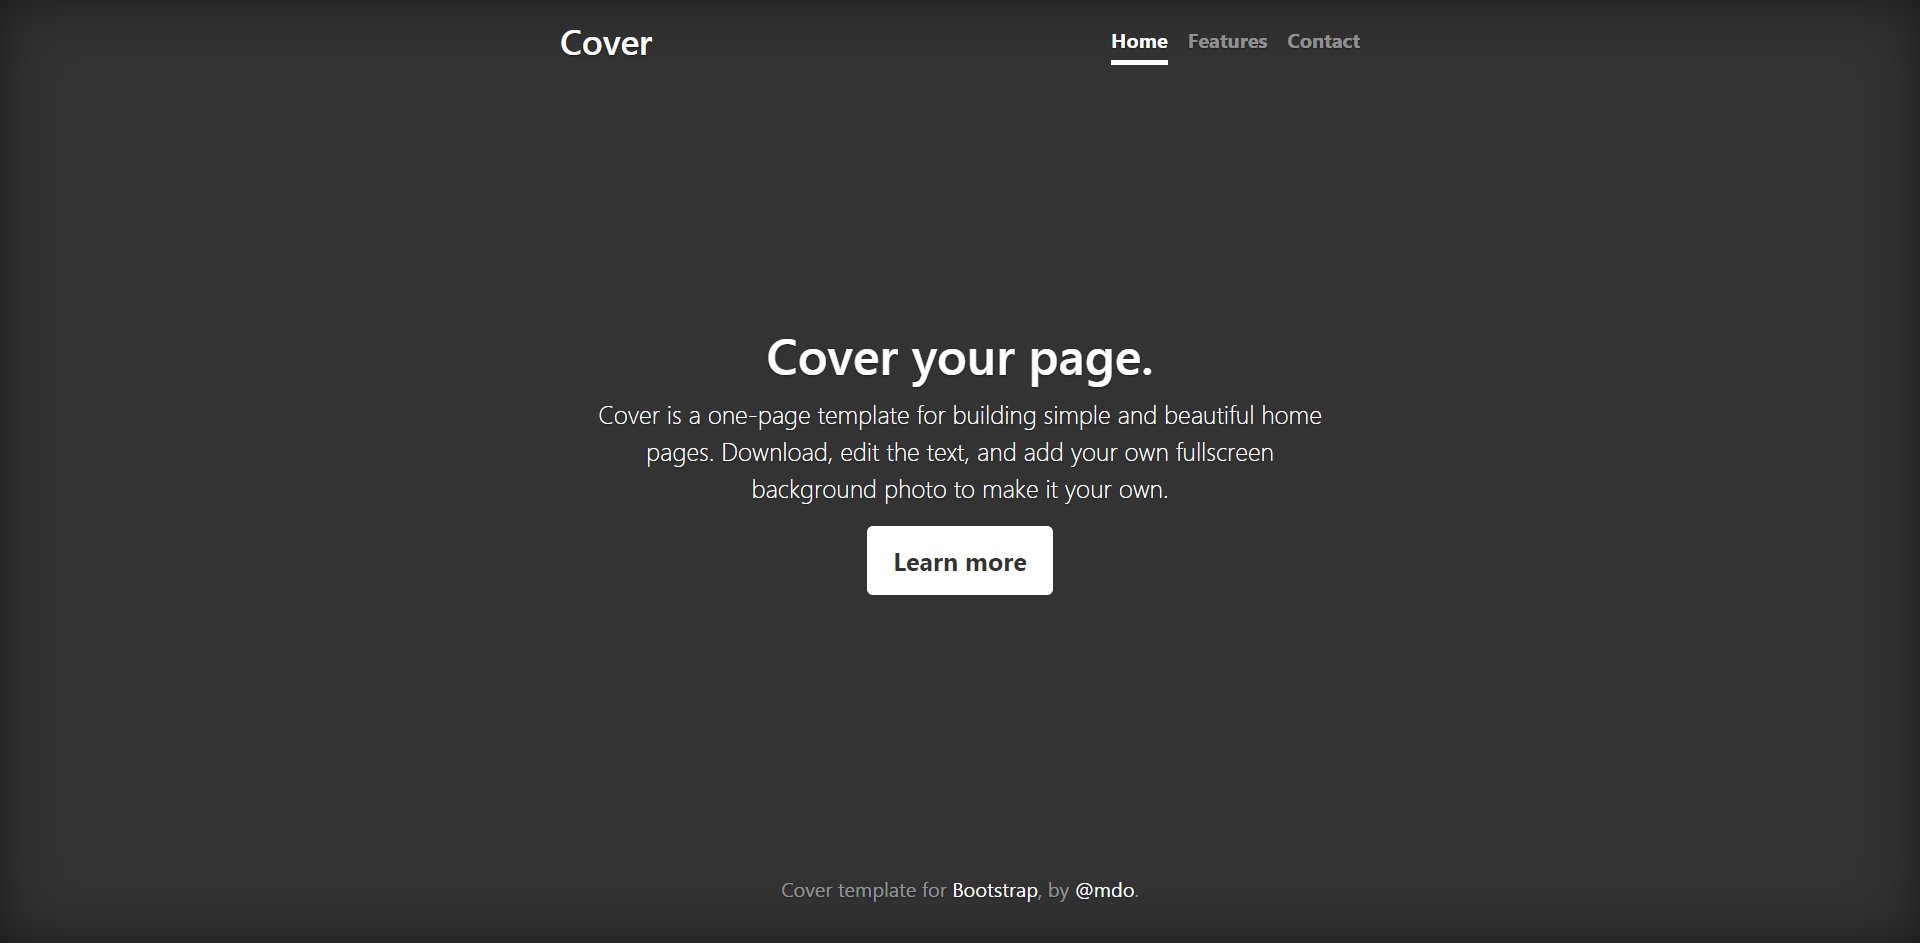 Cover
Home Features Contact
Cover your page.
Cover is a one-page template for building simple and beautiful home
pages. Download, edit the text, and add your own fullscreen
background photo to make it your own.
Learn more
Cover template for Bootstrap, by @mdo.